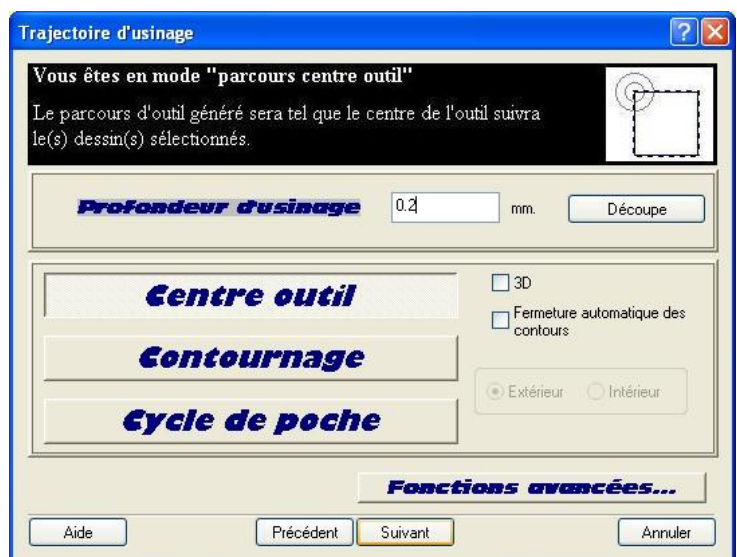 Trajectoire d'usinage
Vous êtes en mode "parcours centre outil"
Le parcours d'outil généré sera tel que le centre de l'outil suivra
le(s) dessin(s) sélectionnés.
Profondeur d'usinage 0.2 mm. Découpe
Centre outil
3D
Fermeture automatique des
contours
Contournage
Extérieur Intérieur
Cycle de poche
Fonctions avancées...
Aide Précédent Suivant Annuler